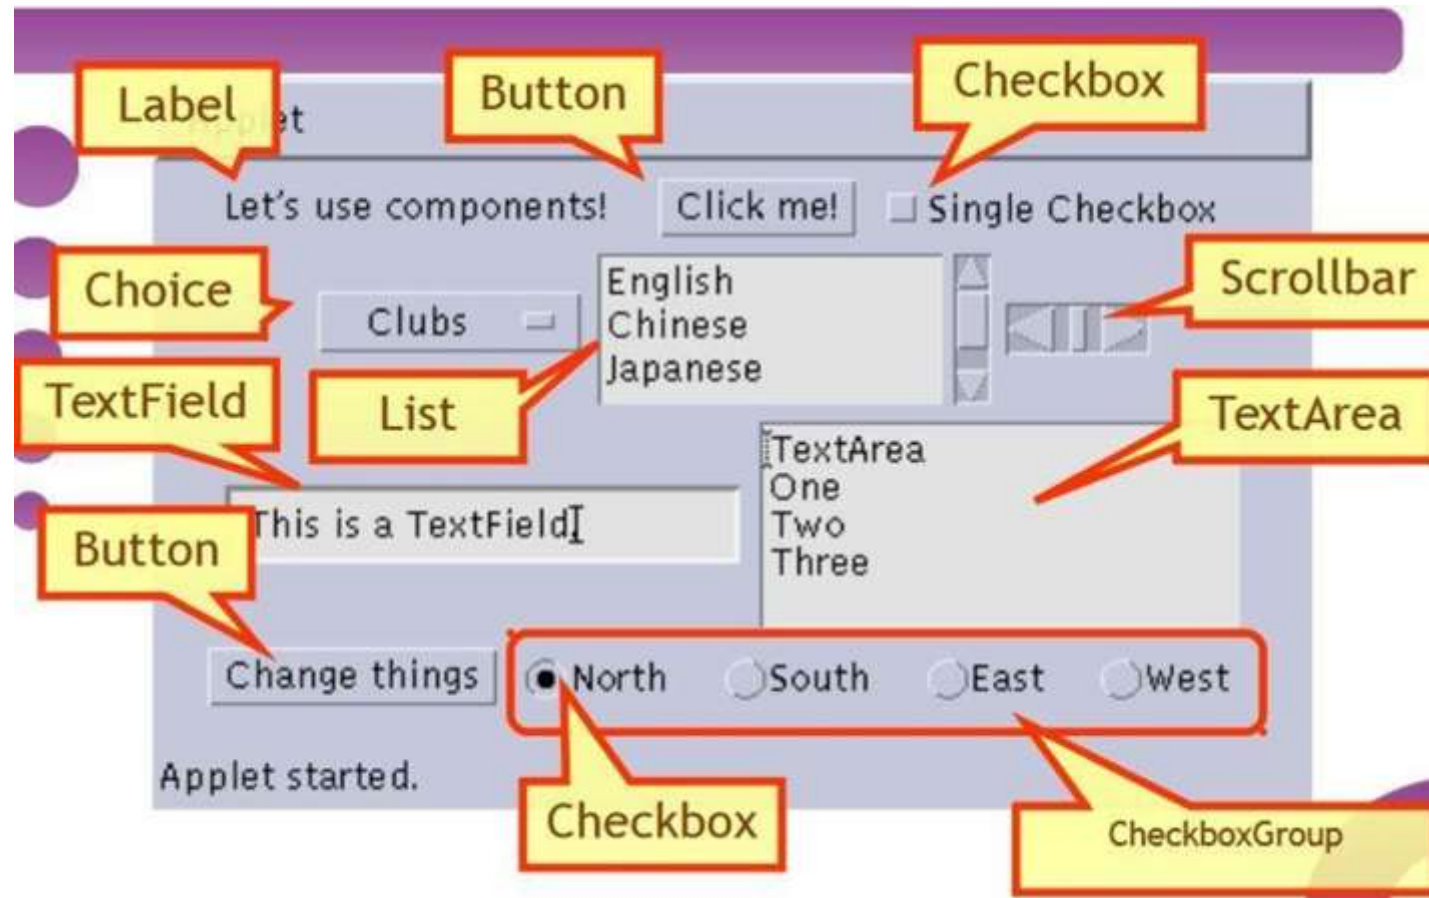 Label
Button
Checkbox
Applet
Let's use components!
Click me!
Single Checkbox
Choice
Clubs
English
Chinese
Japanese
Scrollbar
TextField
List
TextArea
TextArea
One
Two
Three
This is a TextField.
Button
Change things
North
South
East
West
Applet started.
Checkbox
CheckboxGroup